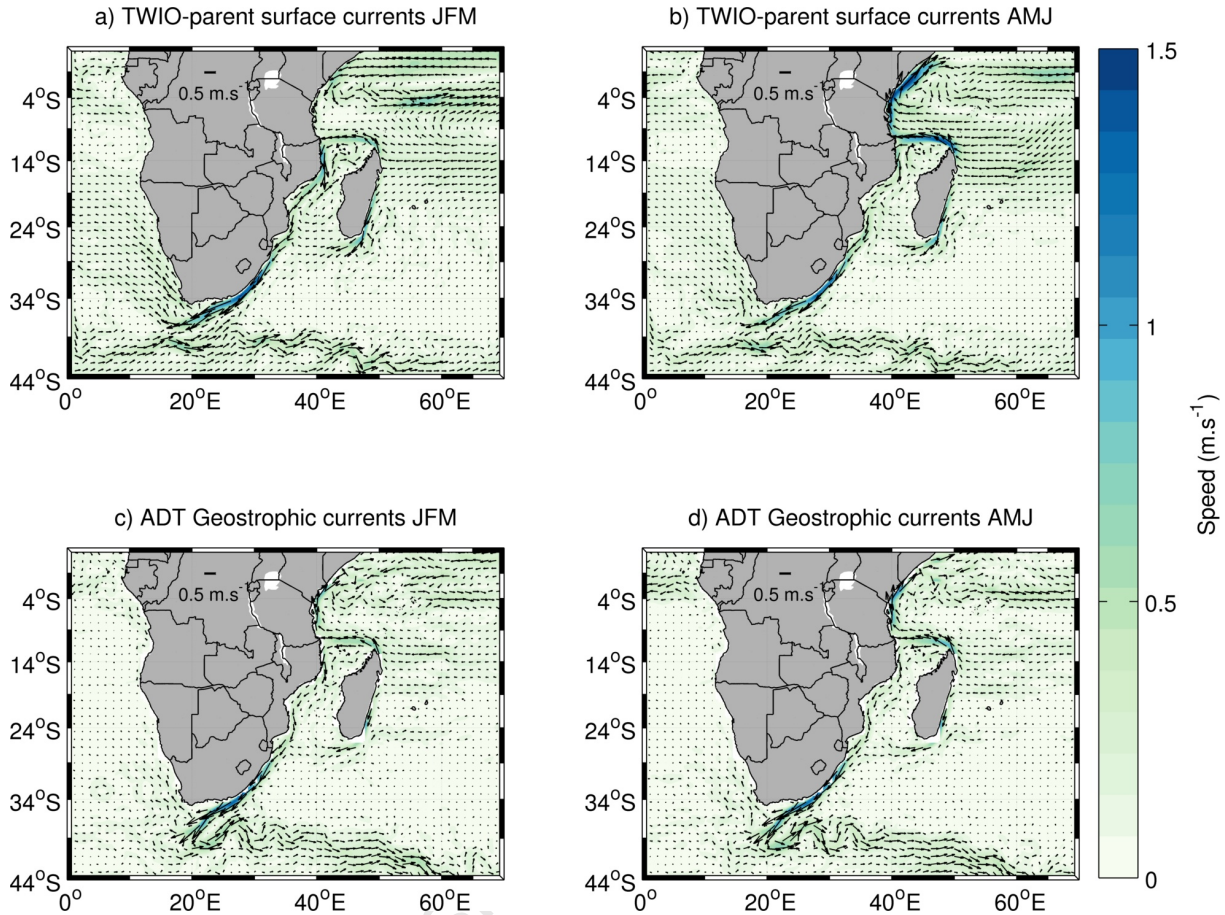 a) TWIO-parent surface currents JFM
b) TWIO-parent surface currents AMJ
0.5 m.s
0.5 m.s
4°S
14°S
24°S
34°S
44°S
0°
20°E
40°E
60°E
4°S
14°S
24°S
34°S
44°S
0°
20°E
40°E
60°E
1.5
1
0.5
0
Speed (m.s⁻¹)
c) ADT Geostrophic currents JFM
d) ADT Geostrophic currents AMJ
0.5 m.s
0.5 m.s
4°S
14°S
24°S
34°S
44°S
0°
20°E
40°E
60°E
4°S
14°S
24°S
34°S
44°S
0°
20°E
40°E
60°E